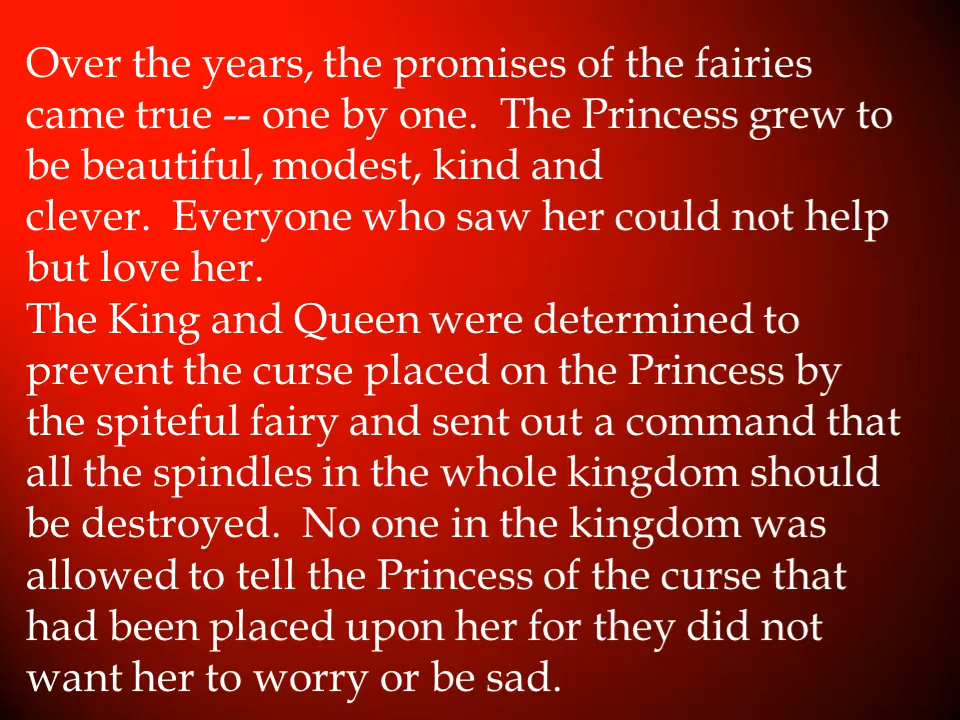 Over the years, the promises of the fairies
came true -- one by one.  The Princess grew to
be beautiful, modest, kind and
clever.  Everyone who saw her could not help
but love her.
The King and Queen were determined to
prevent the curse placed on the Princess by
the spiteful fairy and sent out a command that
all the spindles in the whole kingdom should
be destroyed.  No one in the kingdom was
allowed to tell the Princess of the curse that
had been placed upon her for they did not
want her to worry or be sad.